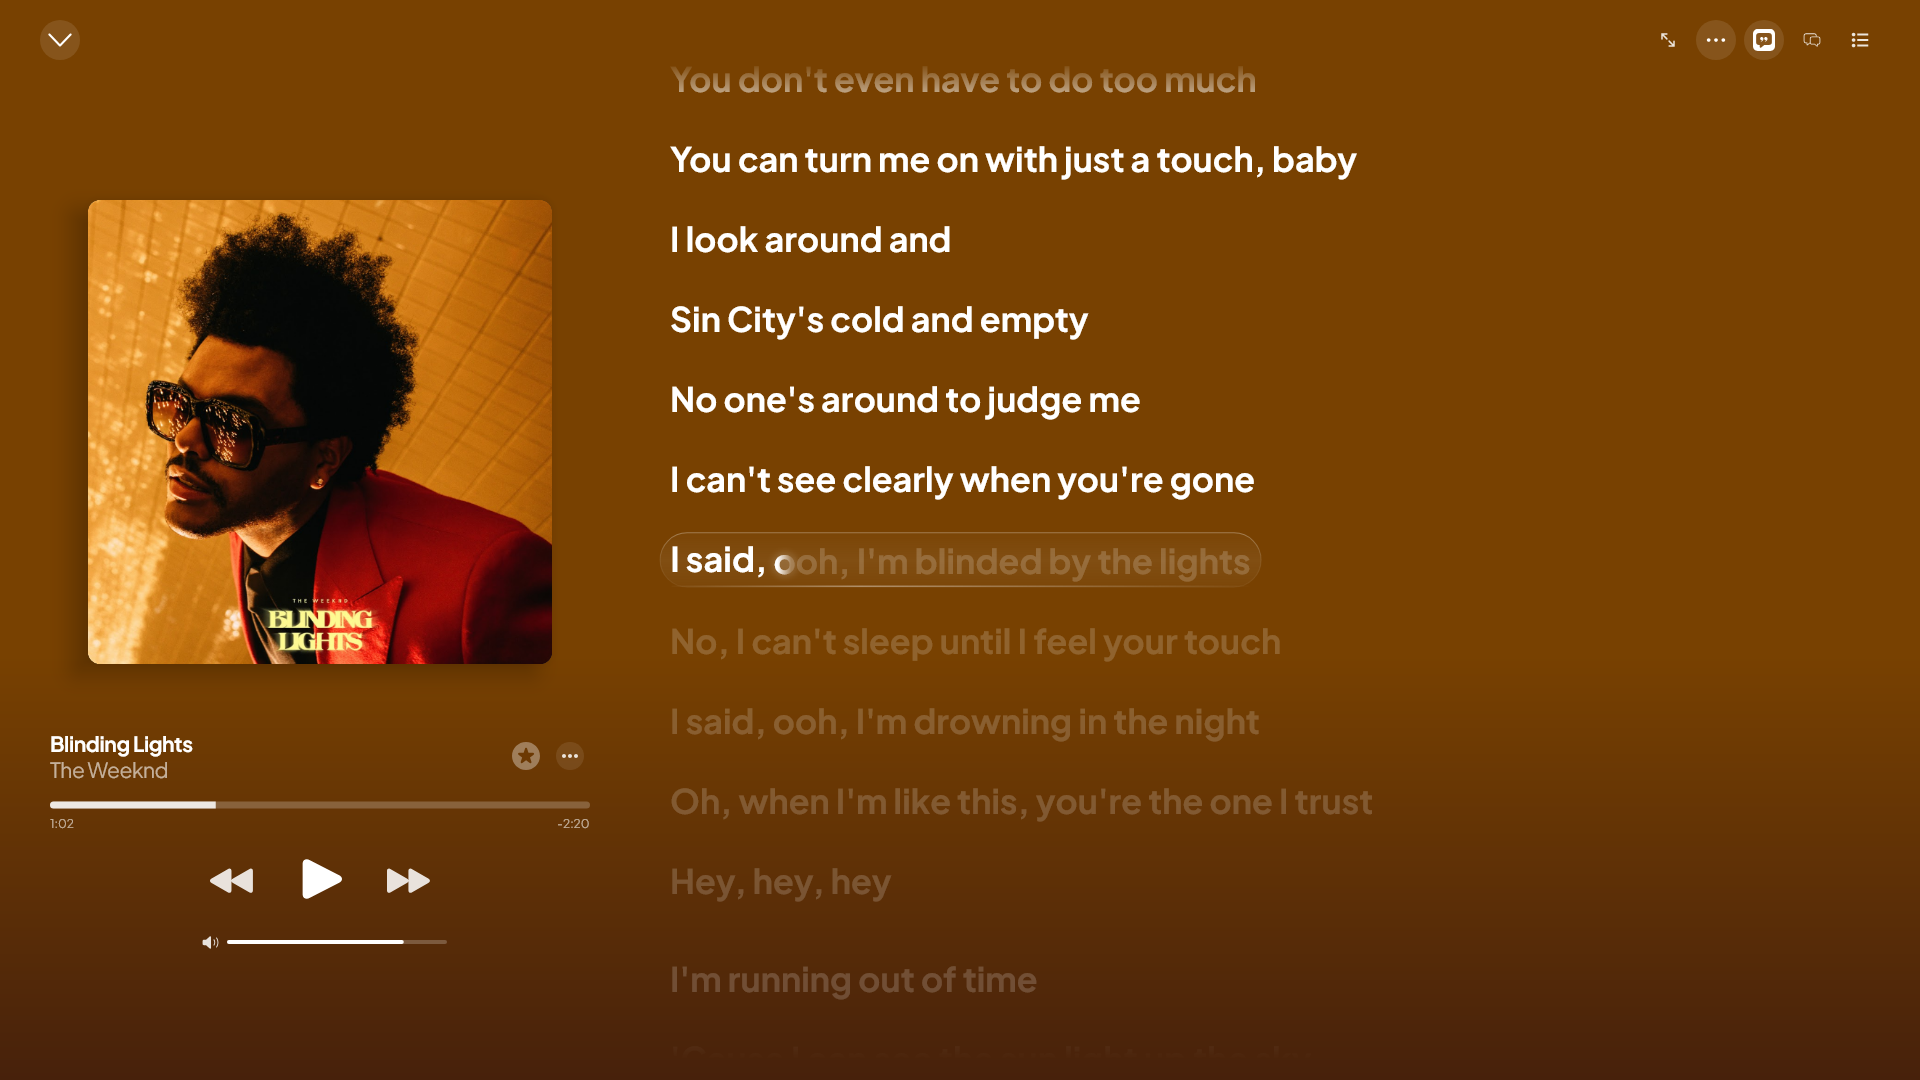 You don't even have to do too much
You can turn me on with just a touch, baby
I look around and
Sin City's cold and empty
No one's around to judge me
I can't see clearly when you're gone
I said, ooh, I'm blinded by the lights
No, I can't sleep until I feel your touch
I said, ooh, I'm drowning in the night
Oh, when I'm like this, you're the one I trust
Hey, hey, hey
I'm running out of time
THE WEEKND
BLINDING
LIGHTS
Blinding Lights
The Weeknd
1:02
-2:20